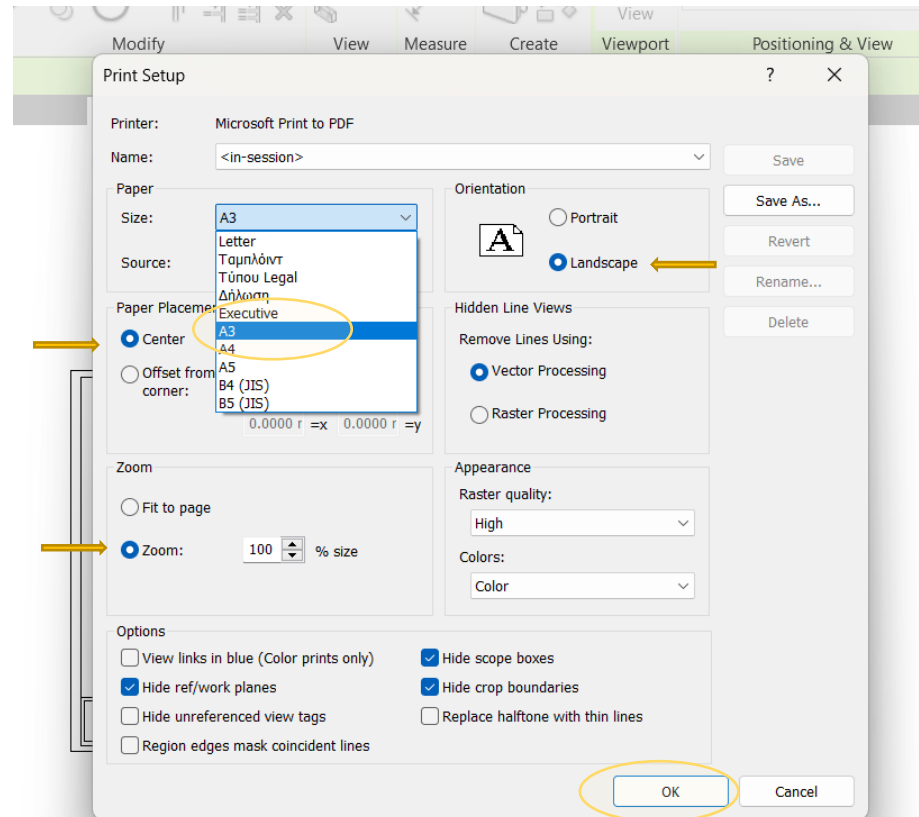 View
Modify View Measure Create Viewport Positioning & View
Print Setup ? X
Printer: Microsoft Print to PDF
Name: <in-session>
Save
Paper
Size: A3
Letter
Ταμπλόιντ
Τύπου Legal
Δήλωση
Executive
A3
A4
A5
B4 (JIS)
B5 (JIS)
Source:
Orientation
A
Portrait
Landscape
Save As...
Revert
Rename...
Delete
Paper Placemen
Center
Offset from
corner:
0.0000 r =x 0.0000 r =y
Hidden Line Views
Remove Lines Using:
Vector Processing
Raster Processing
Zoom
Fit to page
Zoom: 100 % size
Appearance
Raster quality:
High
Colors:
Color
Options
View links in blue (Color prints only)
Hide scope boxes
Hide ref/work planes
Hide crop boundaries
Hide unreferenced view tags
Replace halftone with thin lines
Region edges mask coincident lines
OK Cancel